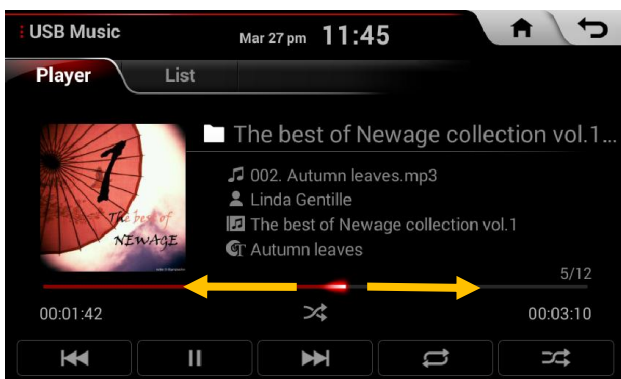 USB Music
Mar 27 pm 11:45
Player
List
The best of Newage collection vol.1...
002. Autumn leaves.mp3
Linda Gentille
The best of Newage collection vol.1
Autumn leaves
1
The best of
NEWAGE
5/12
00:01:42
00:03:10